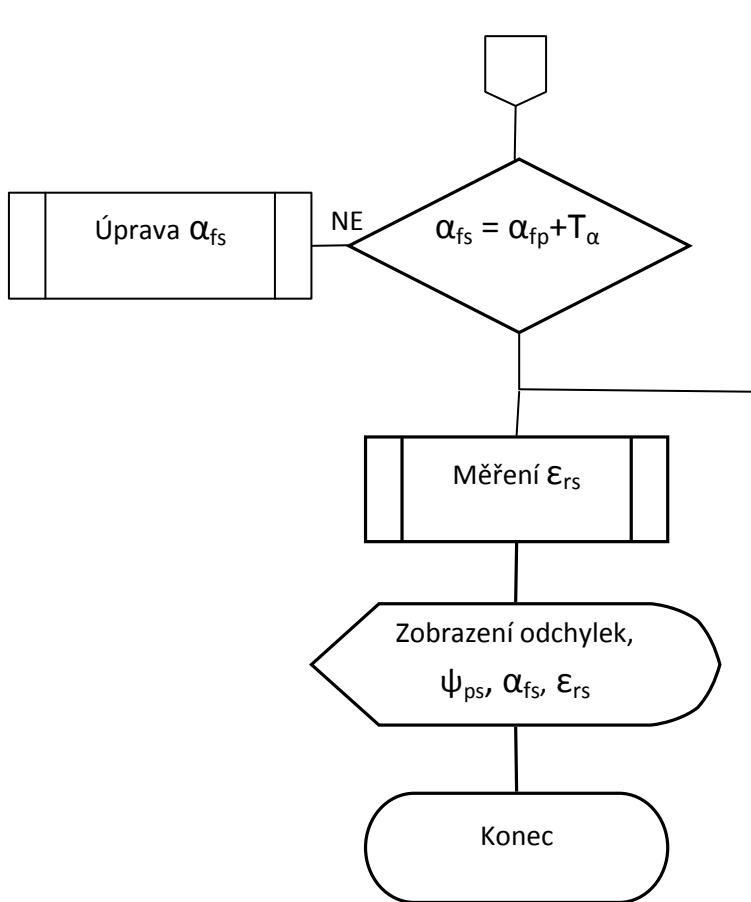 αfs = αfp+Tα
NE
Úprava αfs
Měření εrs
Zobrazení odchylek,
ψps, αfs, εrs
Konec